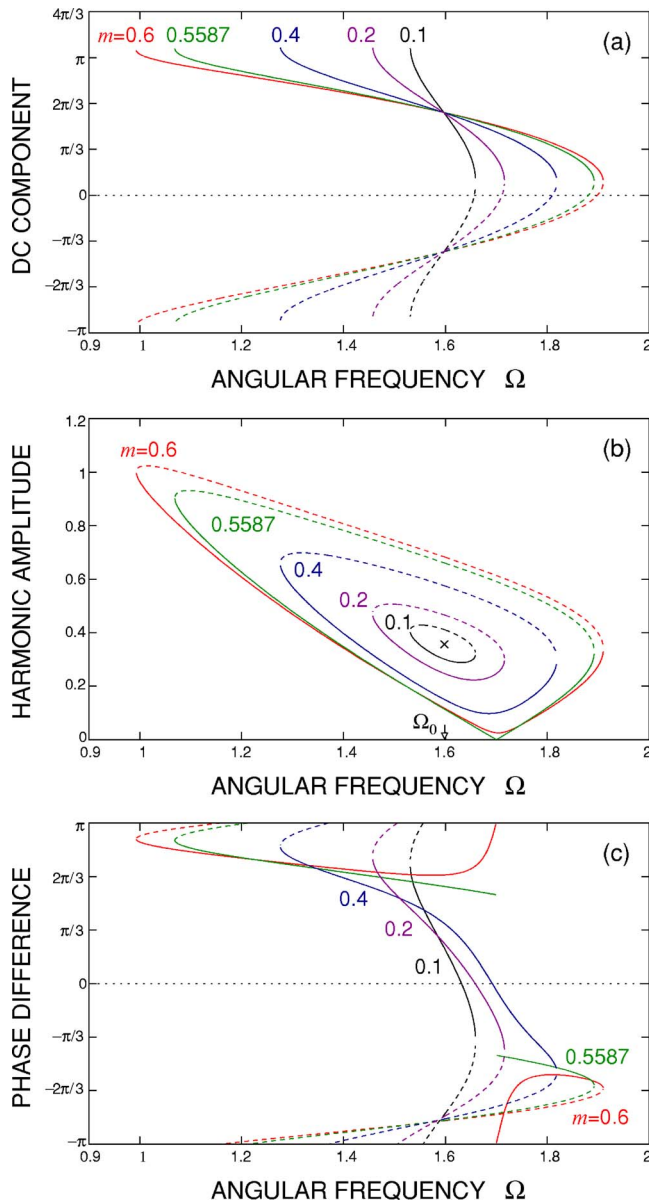 4π/3
m=0.6 0.5587 0.4 0.2 0.1 (a)
π
2π/3
π/3
0
−π/3
−2π/3
−π
DC COMPONENT
0.9 1 1.2 1.4 1.6 1.8 2
ANGULAR FREQUENCY Ω
1.2
(b)
m=0.6
1
0.8
0.5587
0.6
0.4
0.2
0.4
0.1
×
0.2
Ω0
0
HARMONIC AMPLITUDE
0.9 1 1.2 1.4 1.6 1.8 2
ANGULAR FREQUENCY Ω
π
(c)
2π/3
0.4
0.2
π/3
0.1
0
−π/3
0.5587
−2π/3
m=0.6
−π
PHASE DIFFERENCE
0.9 1 1.2 1.4 1.6 1.8 2
ANGULAR FREQUENCY Ω